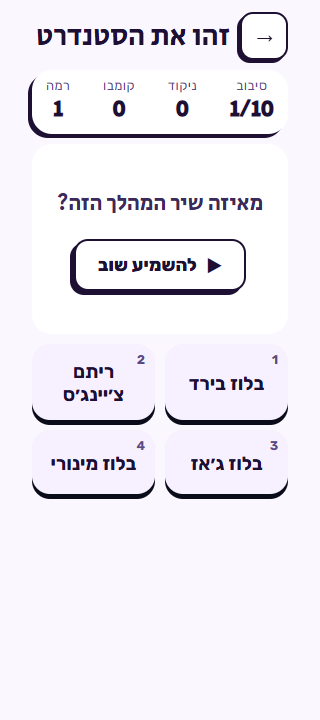 → זהו את הסטנדרט
סיבוב ניקוד קומבו רמה
1/10 0 0 1
מאיזה שיר המהלך הזה?
▶ להשמיע שוב
1
בלוז בירד
2
ריתם
צ׳יינג׳ס
3
בלוז ג׳אז
4
בלוז מינורי